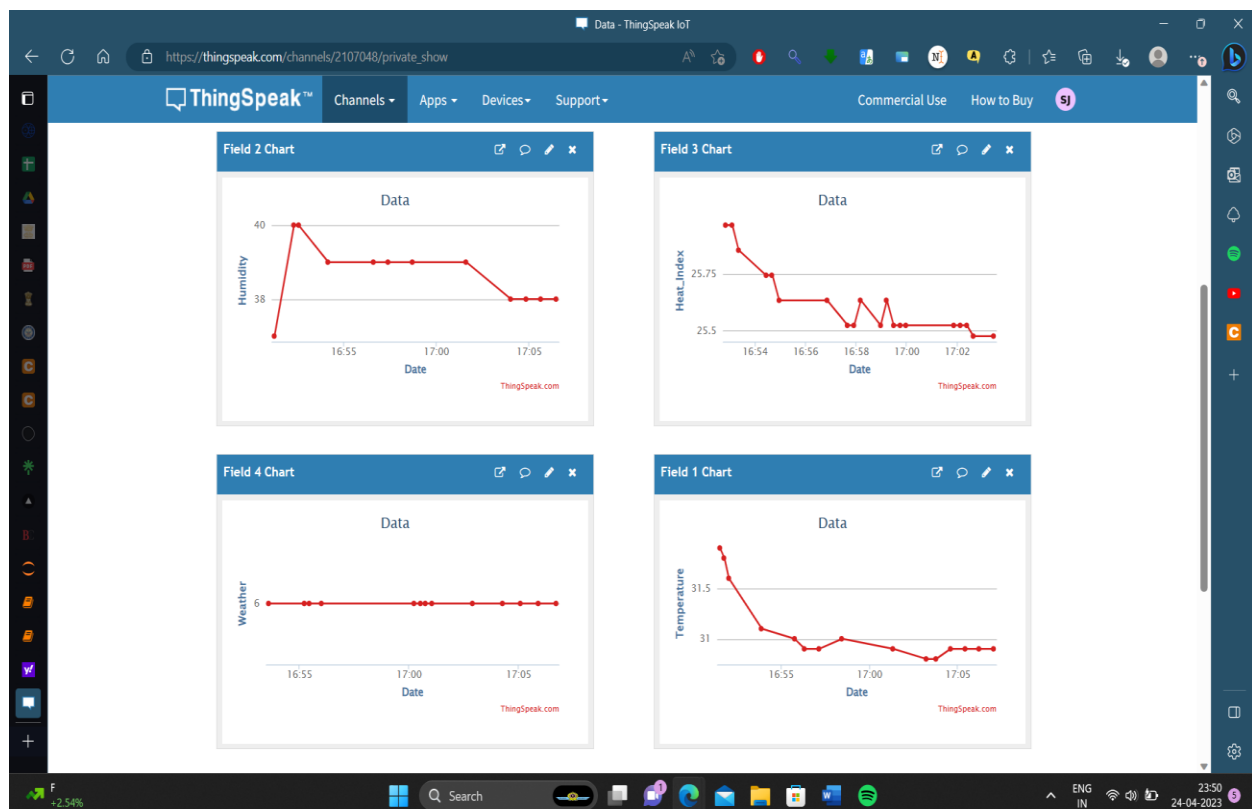 Data - ThingSpeak IoT
https://thingspeak.com/channels/2107048/private_show
ThingSpeak™ Channels Apps Devices Support Commercial Use How to Buy SJ
Field 2 Chart
Data
40
38
Humidity
16:55 17:00 17:05
Date
ThingSpeak.com
Field 3 Chart
Data
25.75
25.5
Heat_Index
16:54 16:56 16:58 17:00 17:02
Date
ThingSpeak.com
Field 4 Chart
Data
6
Weather
16:55 17:00 17:05
Date
ThingSpeak.com
Field 1 Chart
Data
31.5
31
Temperature
16:55 17:00 17:05
Date
ThingSpeak.com
F
+2.54%
Search
1
ENG
IN
23:50
24-04-2023
5